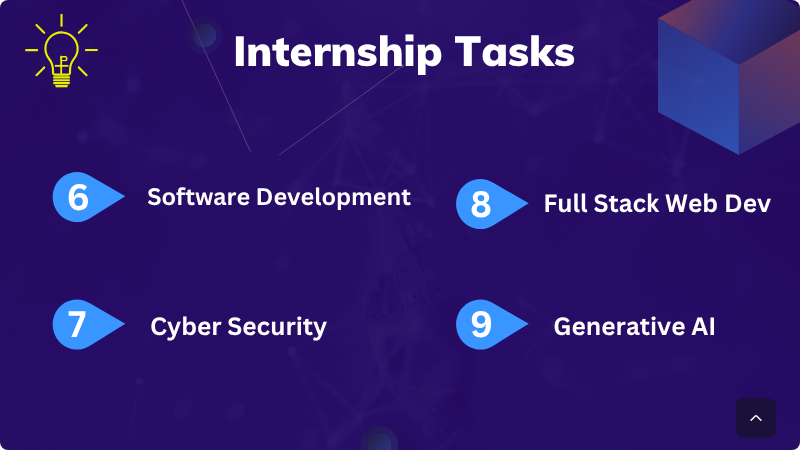 Internship Tasks
6 Software Development
7 Cyber Security
8 Full Stack Web Dev
9 Generative AI